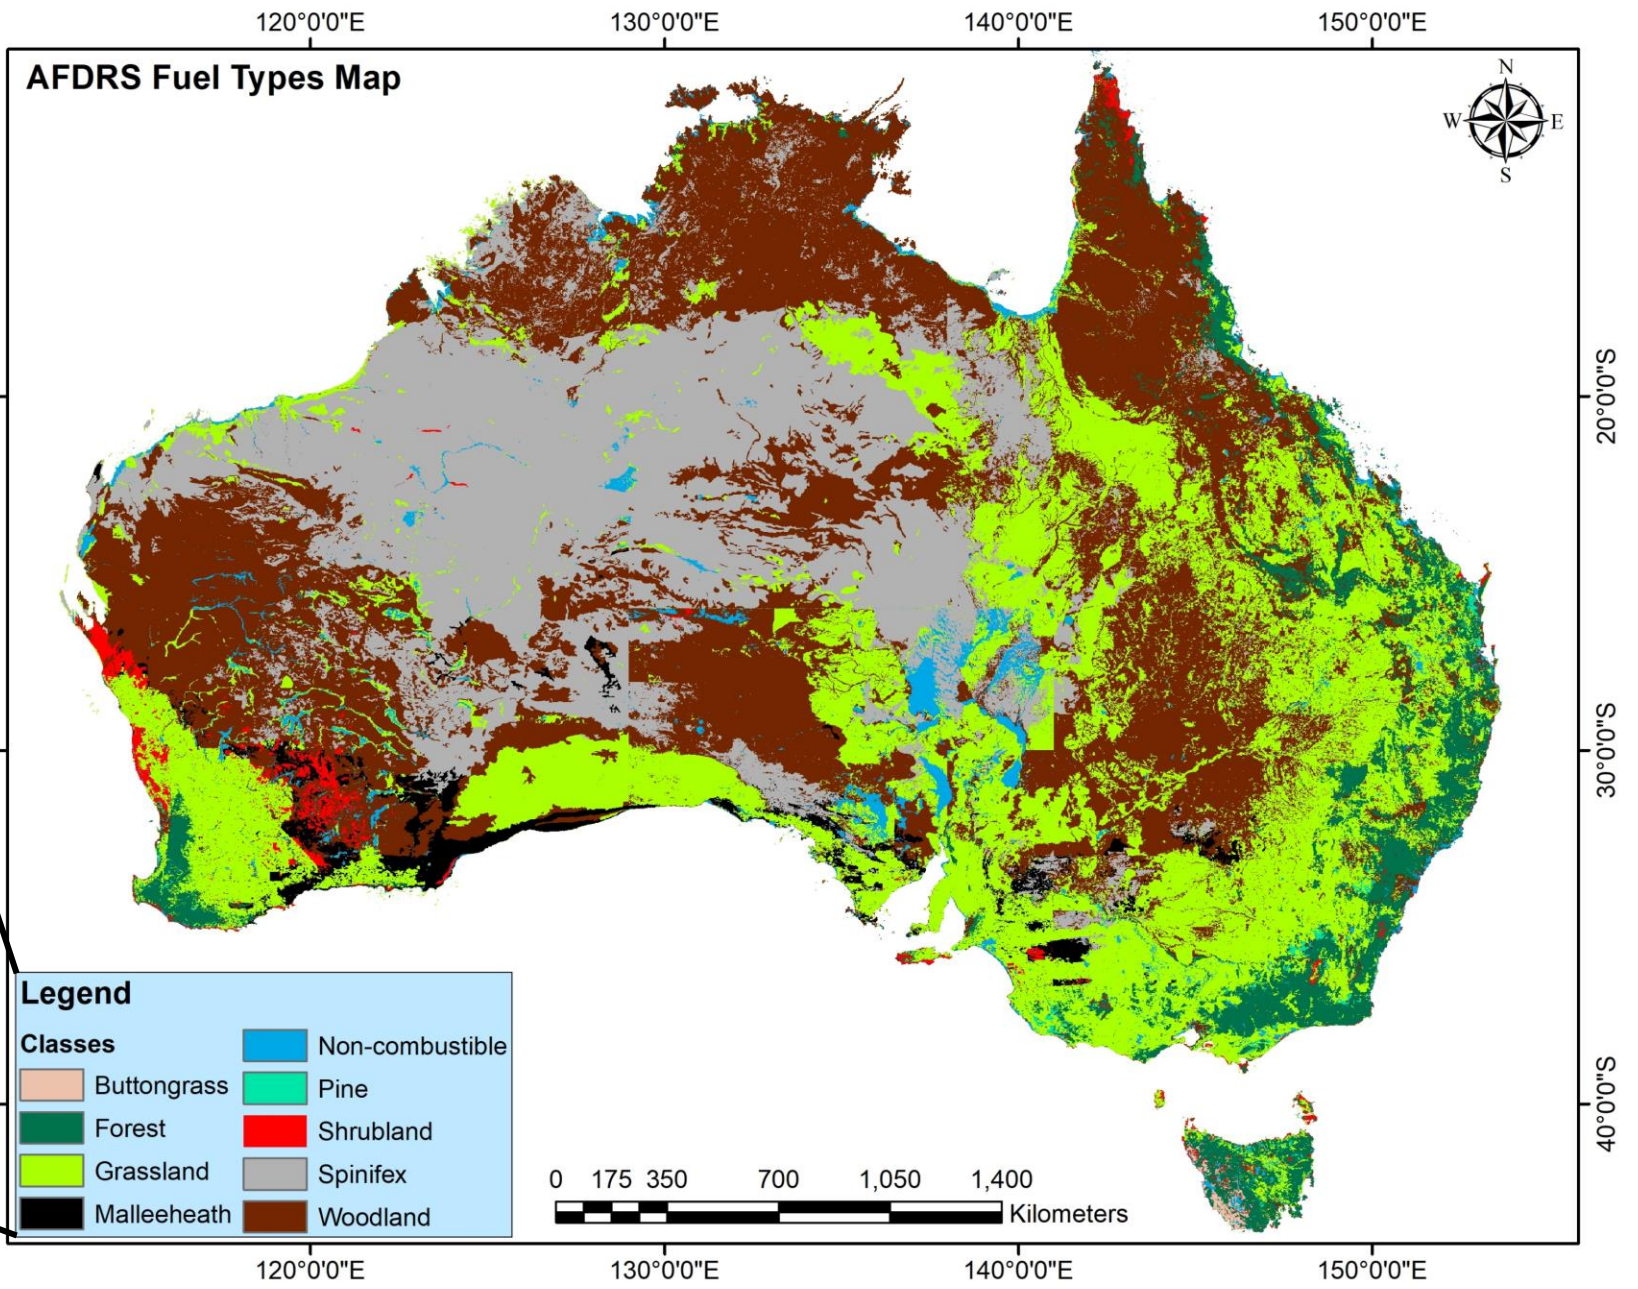 120°0'0"E 130°0'0"E 140°0'0"E 150°0'0"E
AFDRS Fuel Types Map
N
W E
S
20°0'0"S
30°0'0"S
40°0'0"S
Legend
Classes
Buttongrass
Forest
Grassland
Malleeheath
Non-combustible
Pine
Shrubland
Spinifex
Woodland
0 175 350 700 1,050 1,400
Kilometers
120°0'0"E 130°0'0"E 140°0'0"E 150°0'0"E